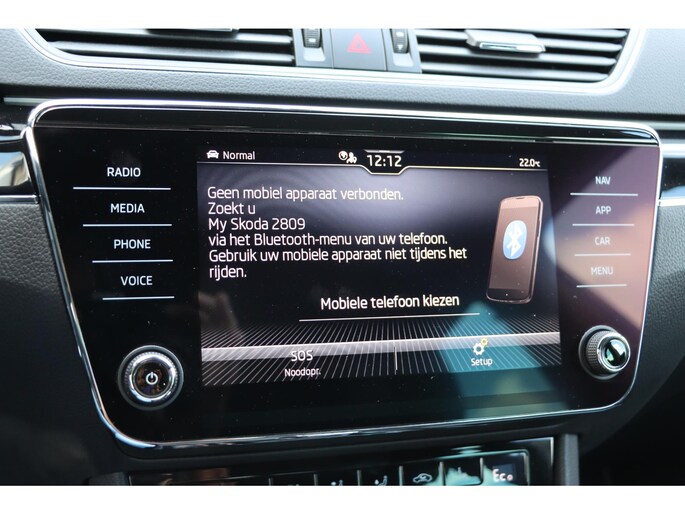 Normal
12:12
22.0°C
RADIO
MEDIA
PHONE
VOICE
Geen mobiel apparaat verbonden.
Zoekt u
My Skoda 2809
via het Bluetooth-menu van uw telefoon.
Gebruik uw mobiele apparaat niet tijdens het
rijden.
Mobiele telefoon kiezen
SOS
Noodopr.
Setup
NAV
APP
CAR
MENU